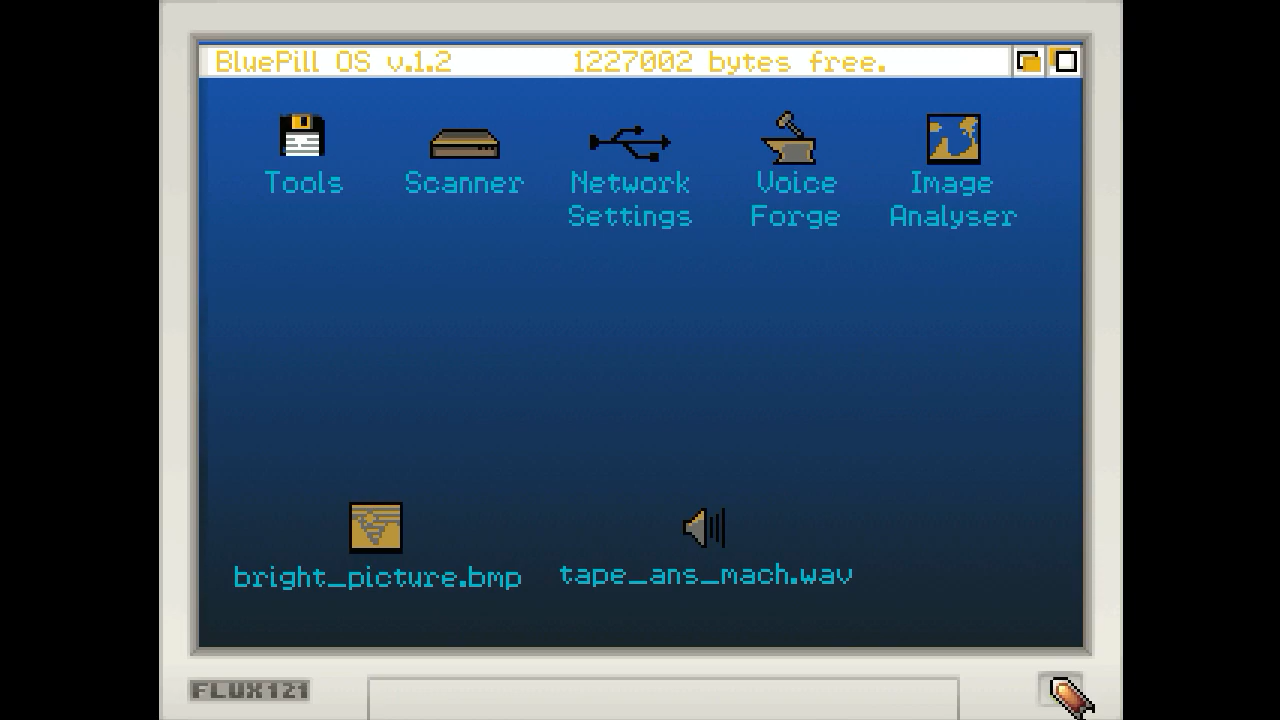 BluePill OS v.1.2 1227002 bytes free.
Tools Scanner Network Voice Image
Settings Forge Analyser
bright_picture.bmp tape_ans_mach.wav
FLUX121